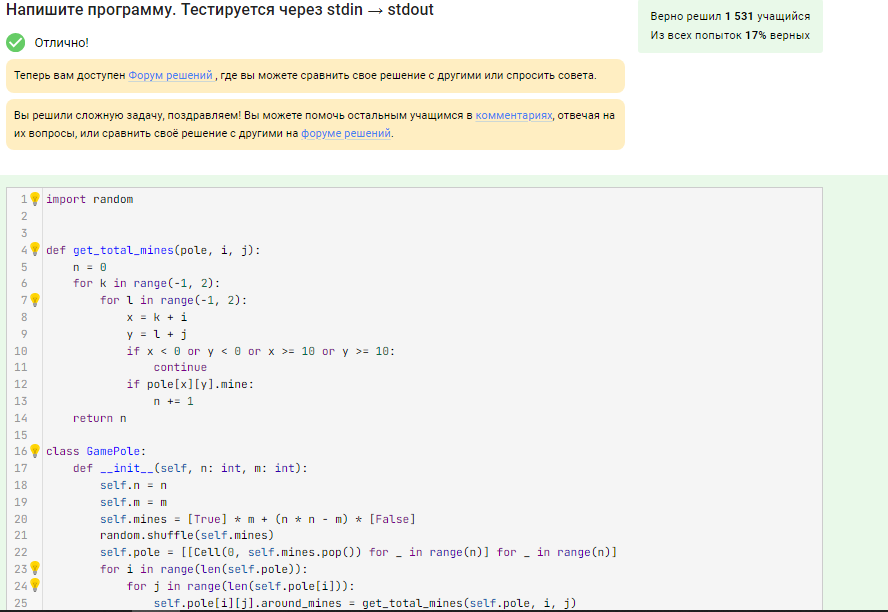 Напишите программу. Тестируется через stdin → stdout
Верно решил 1 531 учащийся
Из всех попыток 17% верных
Отлично!
Теперь вам доступен Форум решений, где вы можете сравнить свое решение с другими или спросить совета.
Вы решили сложную задачу, поздравляем! Вы можете помочь остальным учащимся в комментариях, отвечая на
их вопросы, или сравнить своё решение с другими на форуме решений.
1 import random
2
3
4 def get_total_mines(pole, i, j):
5     n = 0
6     for k in range(-1, 2):
7         for l in range(-1, 2):
8             x = k + i
9             y = l + j
10             if x < 0 or y < 0 or x >= 10 or y >= 10:
11                 continue
12             if pole[x][y].mine:
13                 n += 1
14     return n
15
16 class GamePole:
17     def __init__(self, n: int, m: int):
18         self.n = n
19         self.m = m
20         self.mines = [True] * m + (n * n - m) * [False]
21         random.shuffle(self.mines)
22         self.pole = [[Cell(0, self.mines.pop()) for _ in range(n)] for _ in range(n)]
23         for i in range(len(self.pole)):
24             for j in range(len(self.pole[i])):
25                 self.pole[i][j].around_mines = get_total_mines(self.pole, i, j)